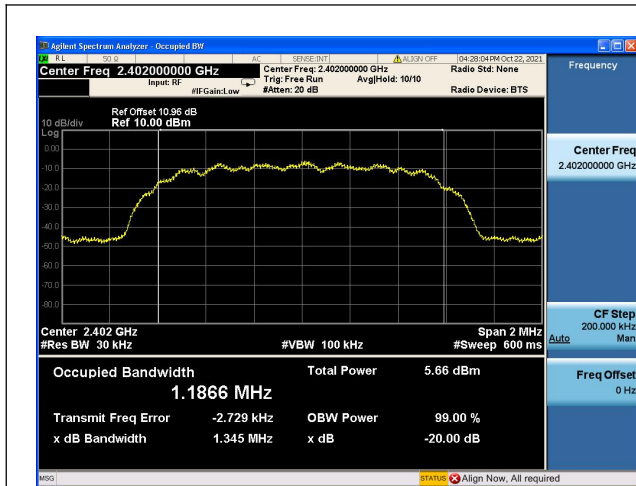 Agilent Spectrum Analyzer - Occupied BW
RL 50 Ω AC SENSE:INT ALIGN OFF 04:28:04 PM Oct 22, 2021
Center Freq 2.402000000 GHz Center Freq: 2.402000000 GHz Radio Std: None Frequency
Input: RF Trig: Free Run Avg|Hold: 10/10
#IFGain:Low #Atten: 20 dB Radio Device: BTS
Ref Offset 10.96 dB
10 dB/div Ref 10.00 dBm
Log
0.00
-10.0
-20.0
-30.0
-40.0
-50.0
-60.0
-70.0
-80.0
Center Freq
2.402000000 GHz
Center 2.402 GHz Span 2 MHz
#Res BW 30 kHz #VBW 100 kHz #Sweep 600 ms
CF Step
200.000 kHz
Auto Man
Occupied Bandwidth Total Power 5.66 dBm
1.1866 MHz
Transmit Freq Error -2.729 kHz OBW Power 99.00 %
x dB Bandwidth 1.345 MHz x dB -20.00 dB
Freq Offset
0 Hz
MSG STATUS Align Now, All required